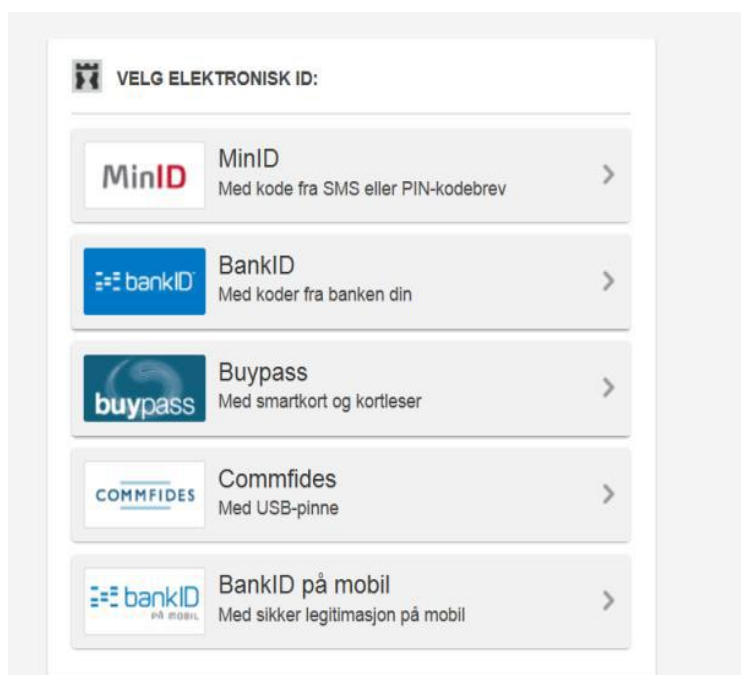 VELG ELEKTRONISK ID:
MinID
MinID
Med kode fra SMS eller PIN-kodebrev
bankID
BankID
Med koder fra banken din
buypass
Buypass
Med smartkort og kortleser
COMMFIDES
Commfides
Med USB-pinne
bankID
PÅ MOBIL
BankID på mobil
Med sikker legitimasjon på mobil